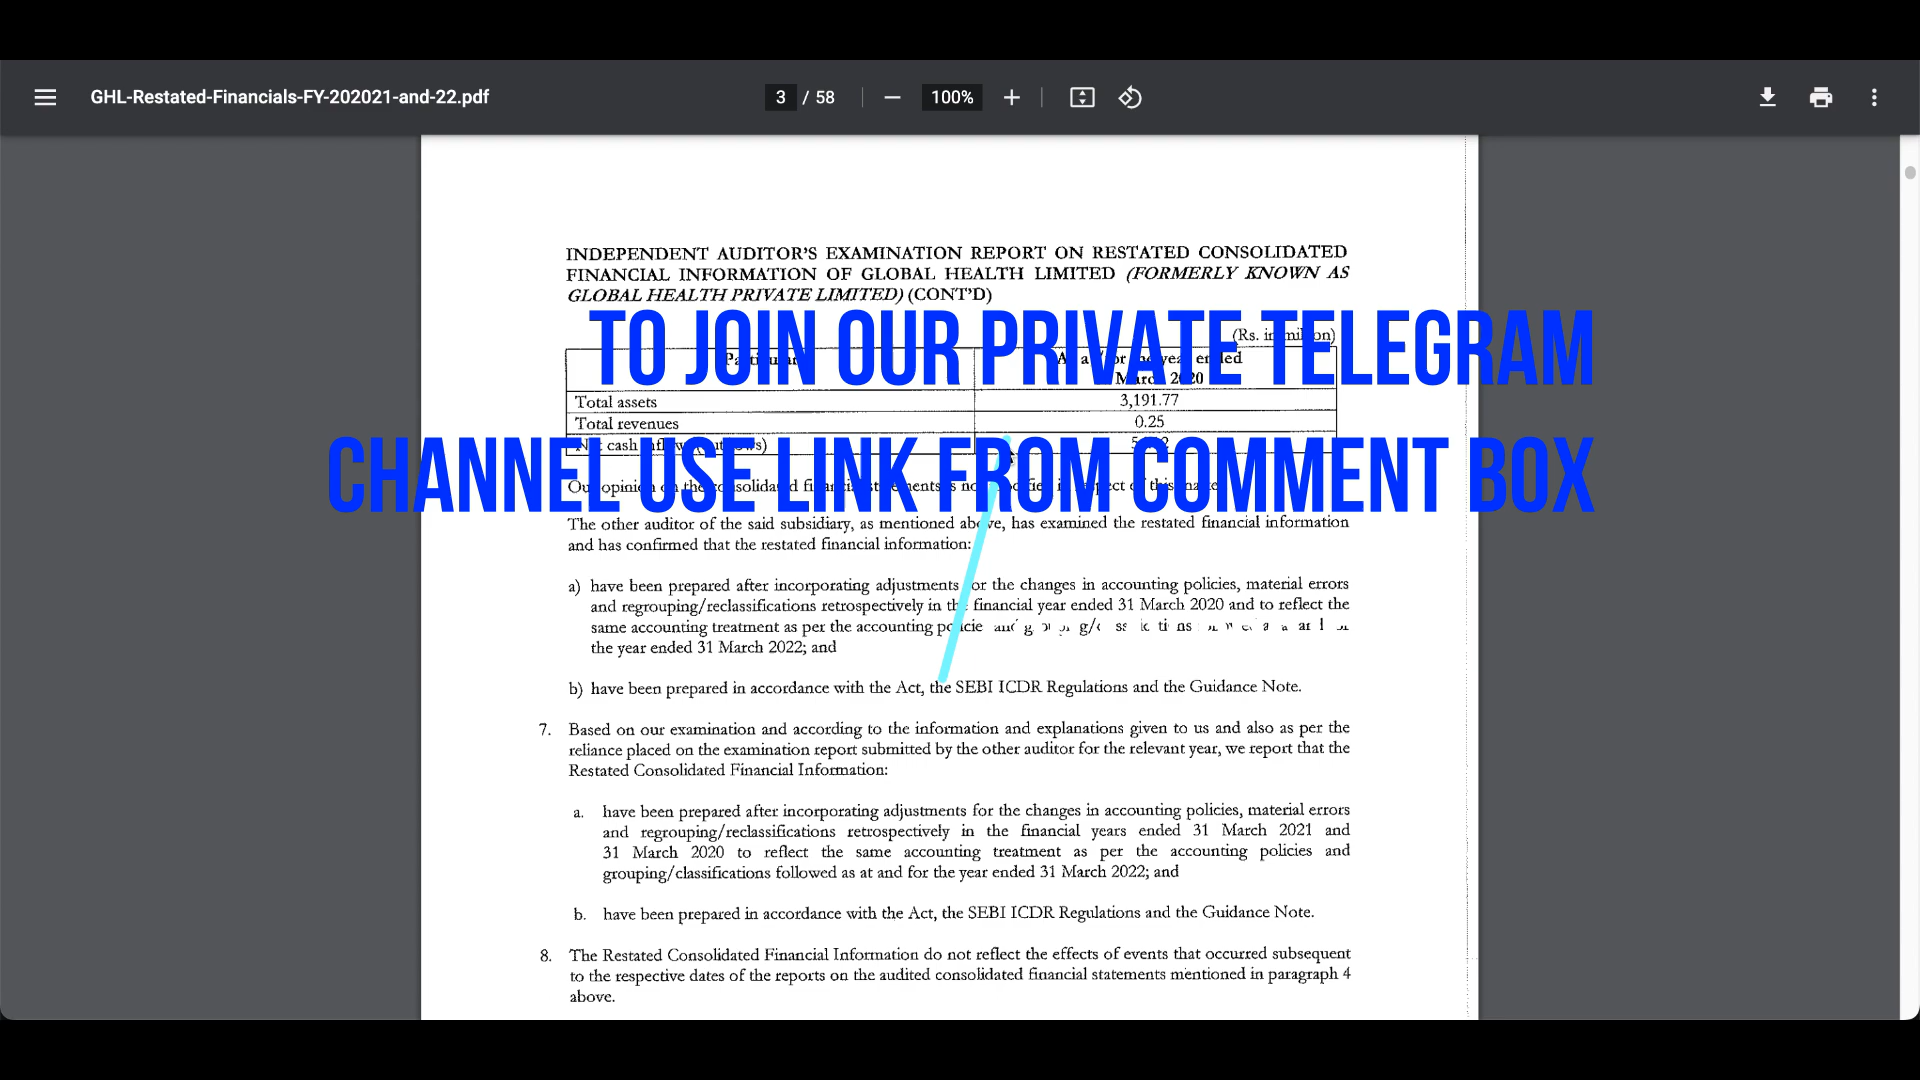 GHL-Restated-Financials-FY-202021-and-22.pdf
3 / 58
100%
INDEPENDENT AUDITOR'S EXAMINATION REPORT ON RESTATED CONSOLIDATED
FINANCIAL INFORMATION OF GLOBAL HEALTH LIMITED (FORMERLY KNOWN AS
GLOBAL HEALTH PRIVATE LIMITED) (CONT'D)
TO JOIN OUR PRIVATE TELEGRAM
CHANNEL USE LINK FROM COMMENT BOX
(Rs. in million)
March 2020
Total assets 3,191.77
Total revenues 0.25
cash
The other auditor of the said subsidiary, as mentioned above, has examined the restated financial information
and has confirmed that the restated financial information:
a) have been prepared after incorporating adjustments for the changes in accounting policies, material errors
and regrouping/reclassifications retrospectively in the financial year ended 31 March 2020 and to reflect the
same accounting treatment as per the accounting
the year ended 31 March 2022; and
b) have been prepared in accordance with the Act, the SEBI ICDR Regulations and the Guidance Note.
7. Based on our examination and according to the information and explanations given to us and also as per the
reliance placed on the examination report submitted by the other auditor for the relevant year, we report that the
Restated Consolidated Financial Information:
a. have been prepared after incorporating adjustments for the changes in accounting policies, material errors
and regrouping/reclassifications retrospectively in the financial years ended 31 March 2021 and
31 March 2020 to reflect the same accounting treatment as per the accounting policies and
grouping/classifications followed as at and for the year ended 31 March 2022; and
b. have been prepared in accordance with the Act, the SEBI ICDR Regulations and the Guidance Note.
8. The Restated Consolidated Financial Information do not reflect the effects of events that occurred subsequent
to the respective dates of the reports on the audited consolidated financial statements mentioned in paragraph 4
above.